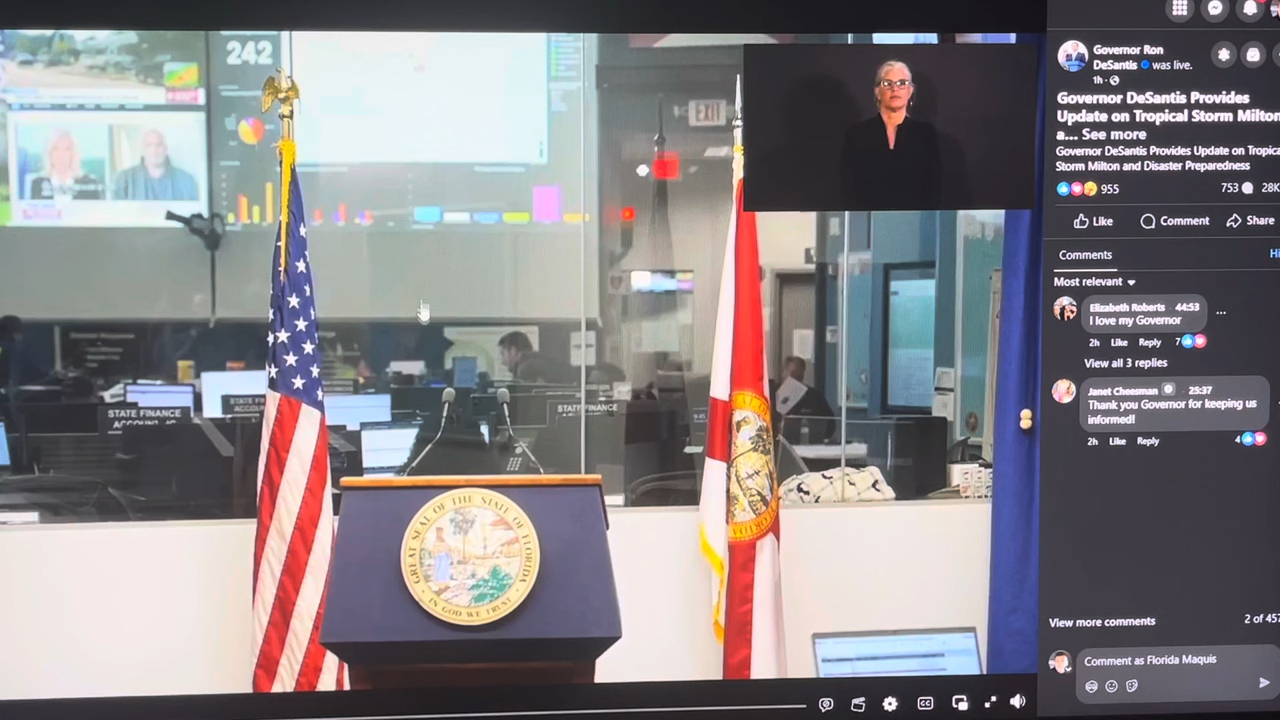 242
EXIT
STATE FINANCE
STATE FINANCE
GREAT SEAL OF THE STATE OF FLORIDA
IN GOD WE TRUST
Governor Ron
DeSantis was live.
1h
Governor DeSantis Provides
Update on Tropical Storm Milton
a... See more
Governor DeSantis Provides Update on Tropica
Storm Milton and Disaster Preparedness
955
753
28K
Like
Comment
Share
Comments
Hi
Most relevant
Elizabeth Roberts 44:53
I love my Governor
2h Like Reply 7
View all 3 replies
Janet Cheesman 25:37
Thank you Governor for keeping us
informed!
2h Like Reply 4
View more comments
2 of 457
Comment as Florida Maquis
CC